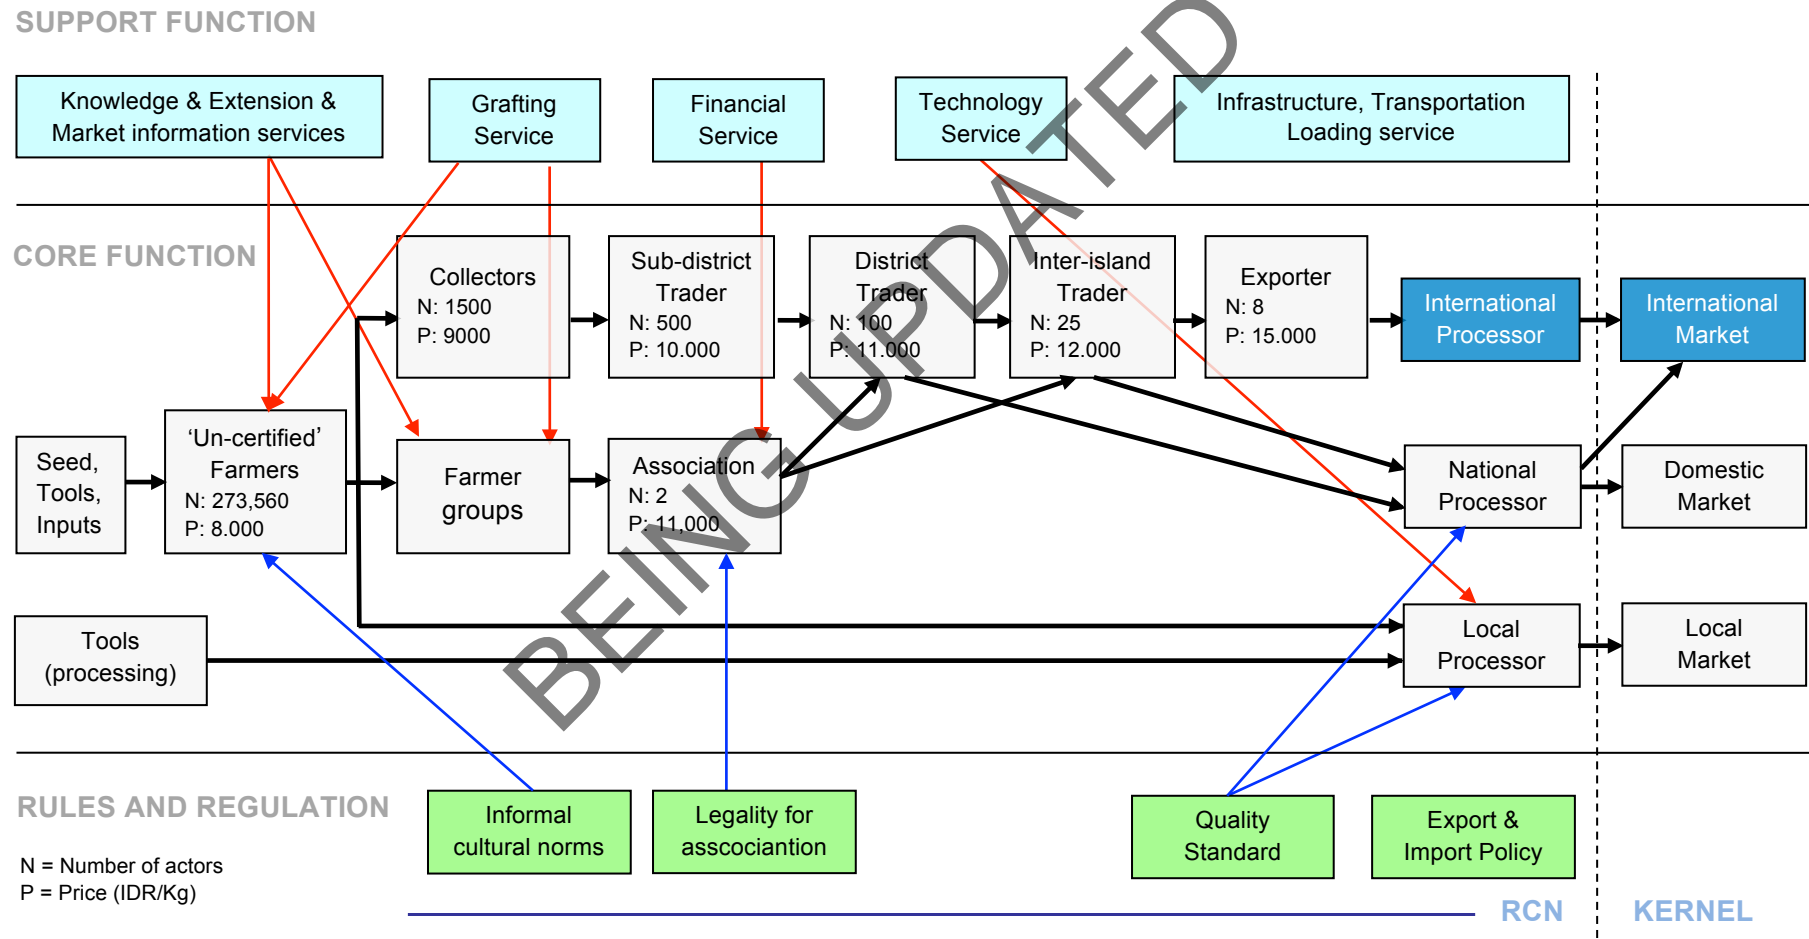 SUPPORT FUNCTION
Knowledge & Extension &
Market information services
Grafting
Service
Financial
Service
Technology
Service
Infrastructure, Transportation
Loading service
CORE FUNCTION
Collectors
N: 1500
P: 9000
Sub-district
Trader
N: 500
P: 10.000
District
Trader
N: 100
P: 11.000
Inter-island
Trader
N: 25
P: 12.000
Exporter
N: 8
P: 15.000
International
Processor
International
Market
Seed,
Tools,
Inputs
‘Un-certified’
Farmers
N: 273,560
P: 8.000
Farmer
groups
Association
N: 2
P: 11,000
National
Processor
Domestic
Market
Tools
(processing)
Local
Processor
Local
Market
BEING UPDATED
RULES AND REGULATION
Informal
cultural norms
Legality for
asscociantion
Quality
Standard
Export &
Import Policy
N = Number of actors
P = Price (IDR/Kg)
RCN
KERNEL